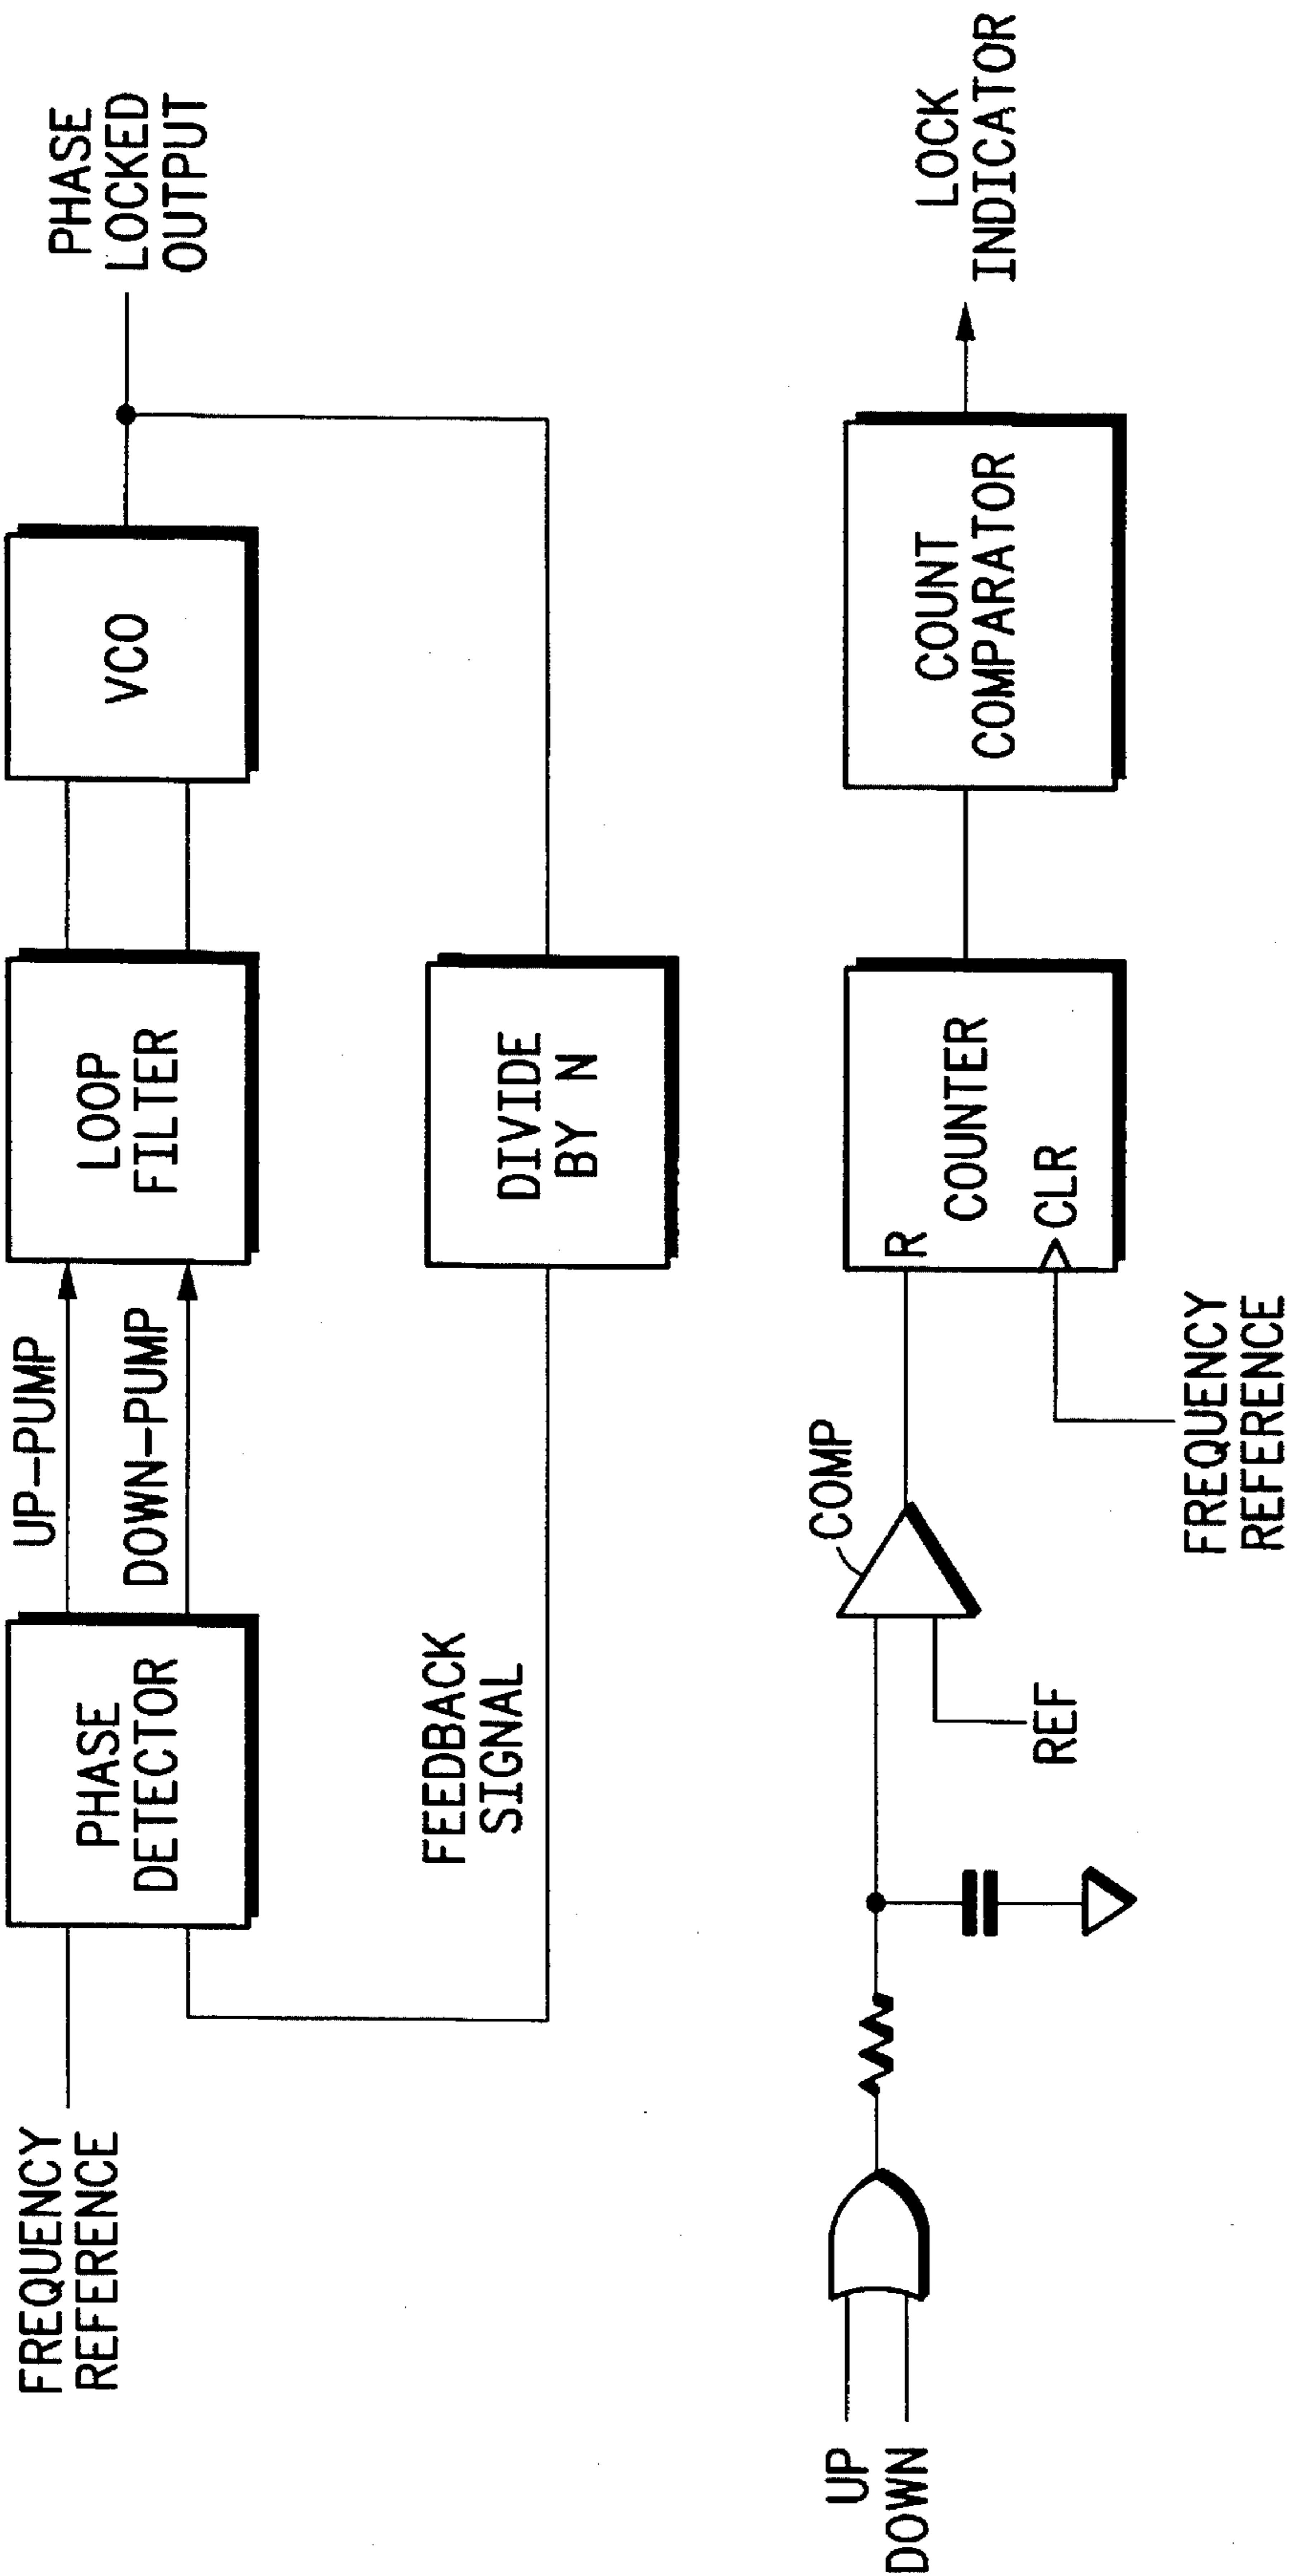 FREQUENCY
REFERENCE
PHASE
DETECTOR
UP-PUMP
DOWN-PUMP
LOOP
FILTER
VCO
PHASE
LOCKED
OUTPUT
FEEDBACK
SIGNAL
DIVIDE
BY N
UP
DOWN
REF
COMP
R
COUNTER
CLR
FREQUENCY
REFERENCE
COUNT
COMPARATOR
LOCK
INDICATOR